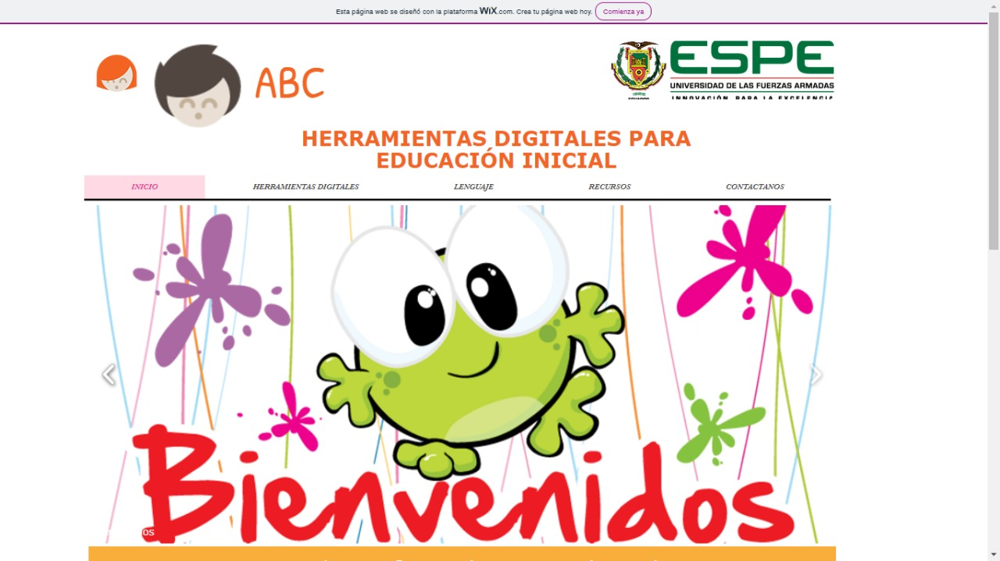 Esta página web se diseñó con la plataforma WiX.com. Crea tu página web hoy. Comienza ya
ABC
ESPE
UNIVERSIDAD DE LAS FUERZAS ARMADAS
INNOVACIÓN PARA LA EXCELENCIA
ECUADOR
HERRAMIENTAS DIGITALES PARA
EDUCACIÓN INICIAL
INICIO HERRAMIENTAS DIGITALES LENGUAJE RECURSOS CONTACTANOS
Bienvenidos